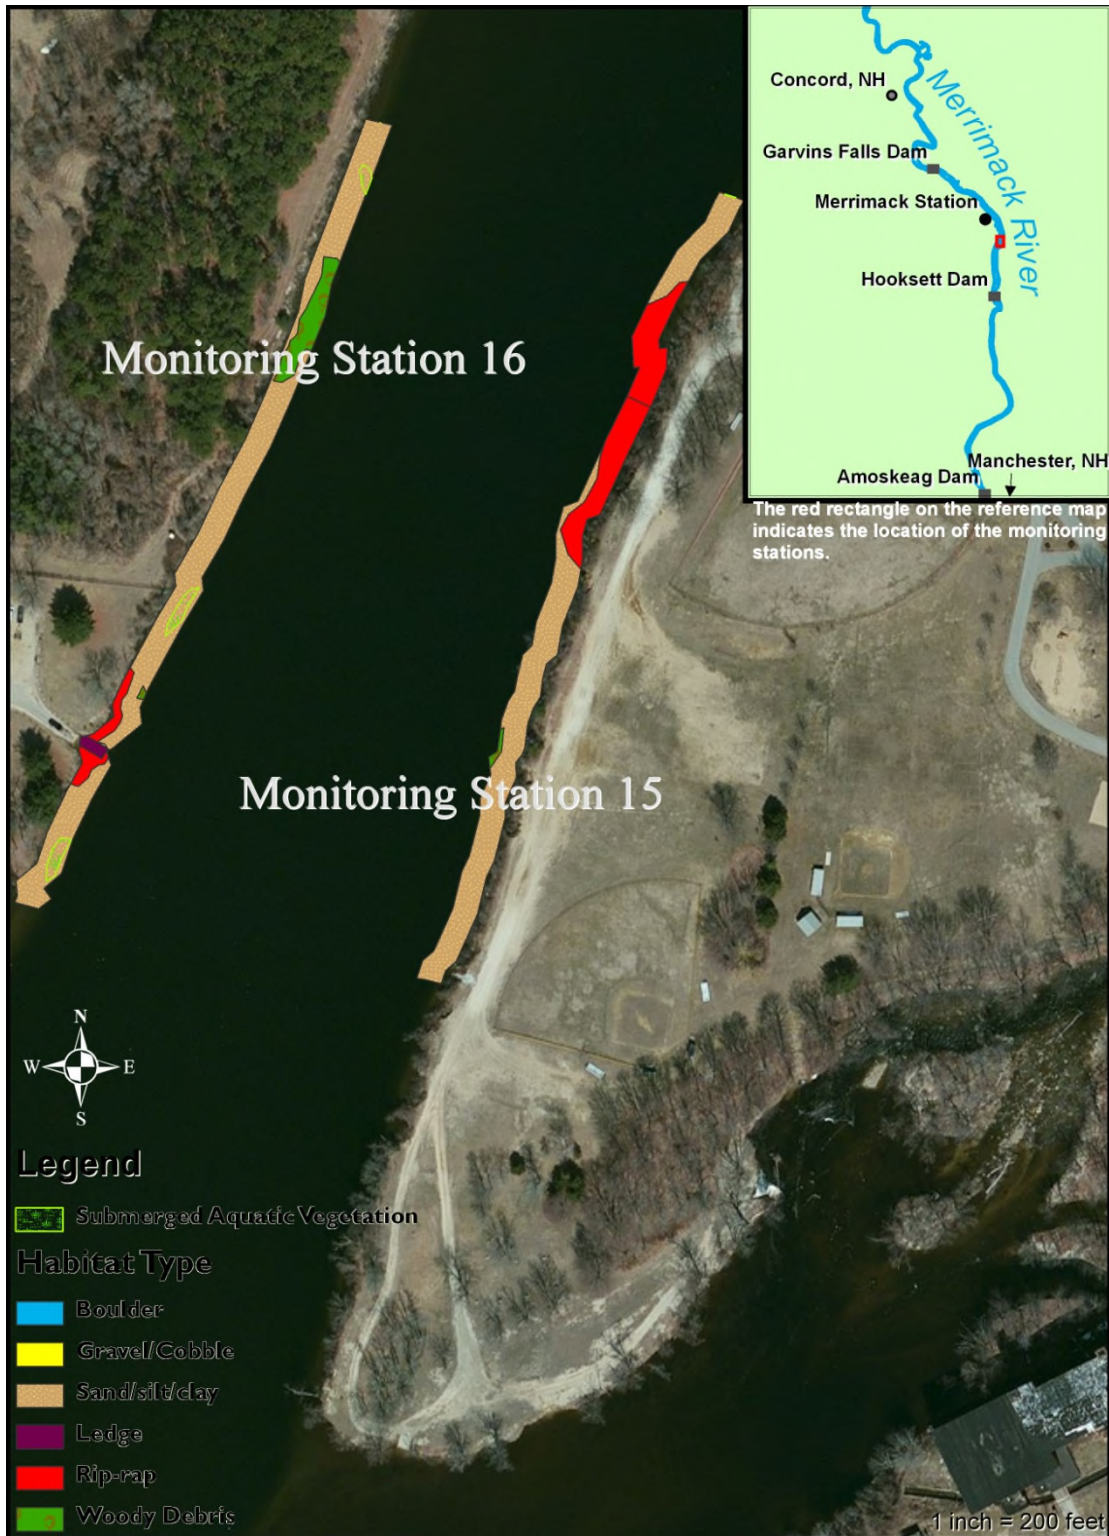 Concord, NH
Merrimack River
Garvins Falls Dam
Merrimack Station
Hooksett Dam
Manchester, NH
Amoskeag Dam
The red rectangle on the reference map
indicates the location of the monitoring
stations.
Monitoring Station 16
Monitoring Station 15
N
W E
S
Legend
Submerged Aquatic Vegetation
Habitat Type
Boulder
Gravel/Cobble
Sand/silt/clay
Ledge
Rip-rap
Woody Debris
1 inch = 200 feet